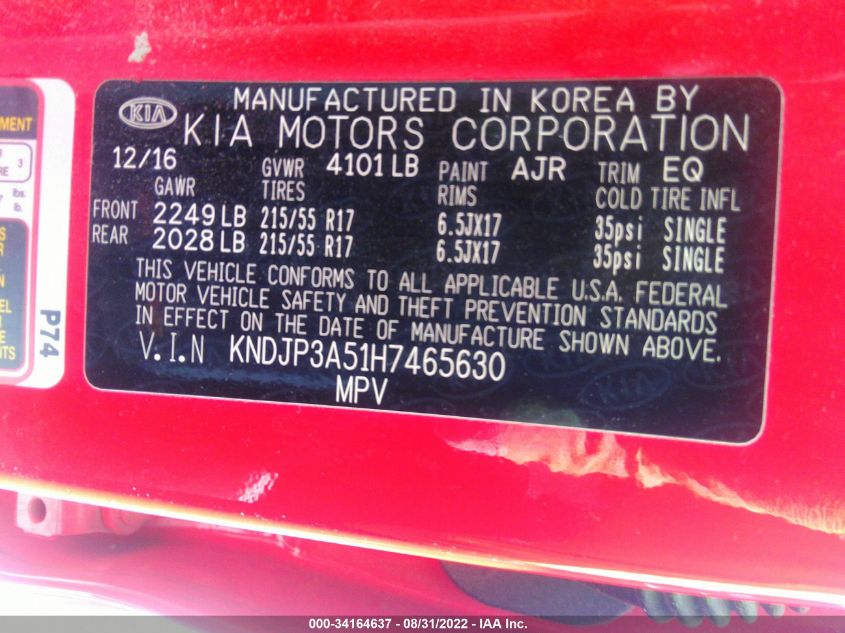 MANUFACTURED IN KOREA BY
KIA KIA MOTORS CORPORATION
12/16 GVWR 4101 LB PAINT AJR TRIM EQ
GAWR TIRES RIMS COLD TIRE INFL
FRONT 2249 LB 215/55 R17 6.5JX17 35psi SINGLE
REAR 2028 LB 215/55 R17 6.5JX17 35psi SINGLE
THIS VEHICLE CONFORMS TO ALL APPLICABLE U.S.A. FEDERAL
MOTOR VEHICLE SAFETY AND THEFT PREVENTION STANDARDS
IN EFFECT ON THE DATE OF MANUFACTURE SHOWN ABOVE.
V.I.N KNDJP3A51H7465630
MPV
P74
3
lbs.
lb.
000-34164637 - 08/31/2022 - IAA Inc.